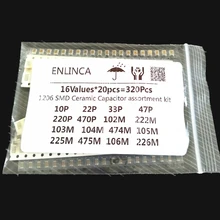 ENLINCA
16Values*20pcs=320Pcs
1206 SMD Ceramic Capacitor assortment kit
10P 22P 33P 47P
220P 470P 102M 222M
103M 104M 474M 105M
225M 475M 106M 226M